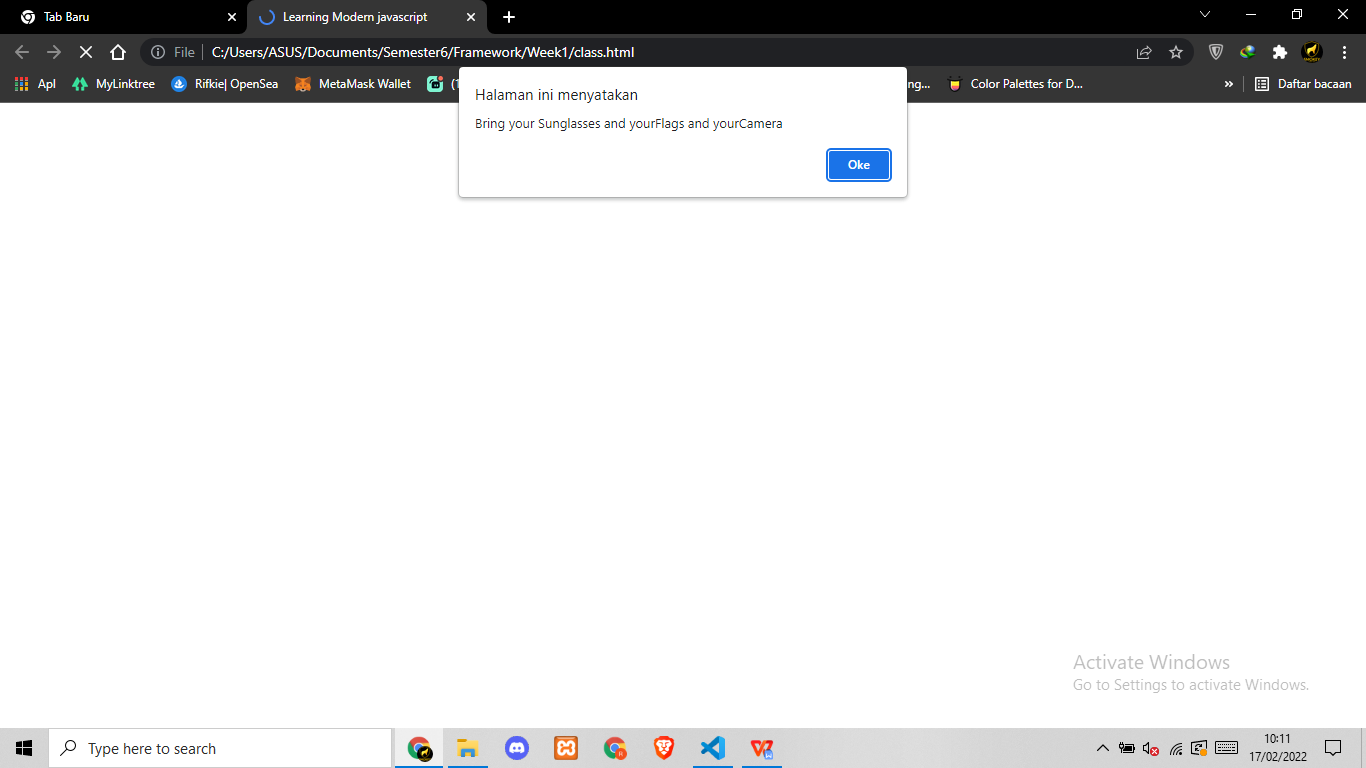 Tab Baru
Learning Modern javascript
File
C:/Users/ASUS/Documents/Semester6/Framework/Week1/class.html
Apl
MyLinktree
Rifkie| OpenSea
MetaMask Wallet
ng...
Color Palettes for D...
»
Daftar bacaan
Halaman ini menyatakan
Bring your Sunglasses and yourFlags and yourCamera
Oke
Activate Windows
Go to Settings to activate Windows.
Type here to search
10:11
17/02/2022